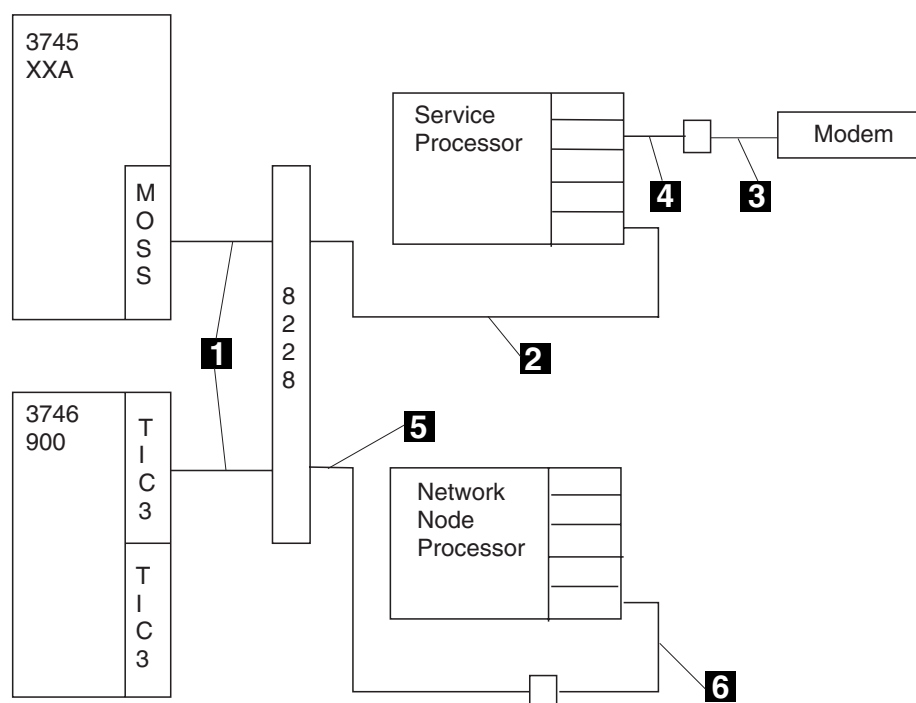 3745
XXA
M
O
S
S
Service
Processor
Modem
4
3
8
2
2
8
1
2
3746
900
T
I
C
3
T
I
C
3
5
Network
Node
Processor
6